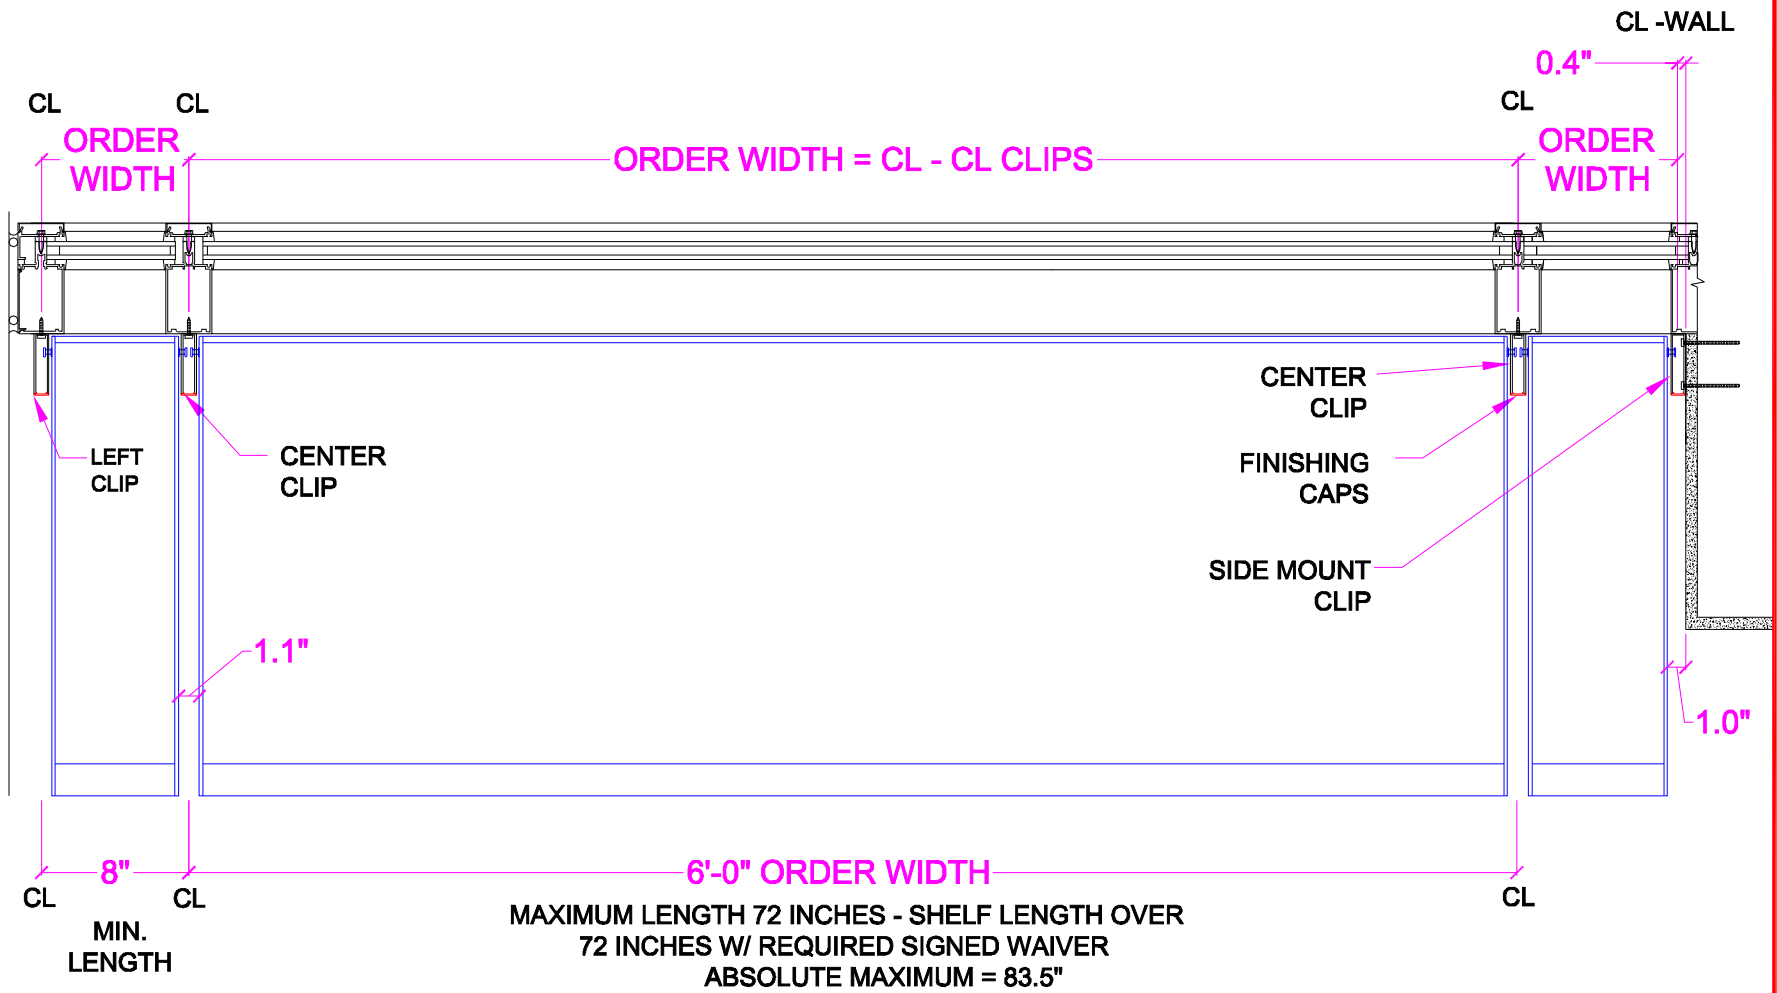 CL -WALL
0.4"
CL
CL
CL
ORDER
WIDTH
ORDER WIDTH = CL - CL CLIPS
ORDER
WIDTH
CENTER
CLIP
LEFT
CLIP
CENTER
CLIP
FINISHING
CAPS
SIDE MOUNT
CLIP
1.1"
1.0"
8"
6'-0" ORDER WIDTH
CL
CL
CL
MIN.
LENGTH
MAXIMUM LENGTH 72 INCHES - SHELF LENGTH OVER
72 INCHES W/ REQUIRED SIGNED WAIVER
ABSOLUTE MAXIMUM = 83.5"